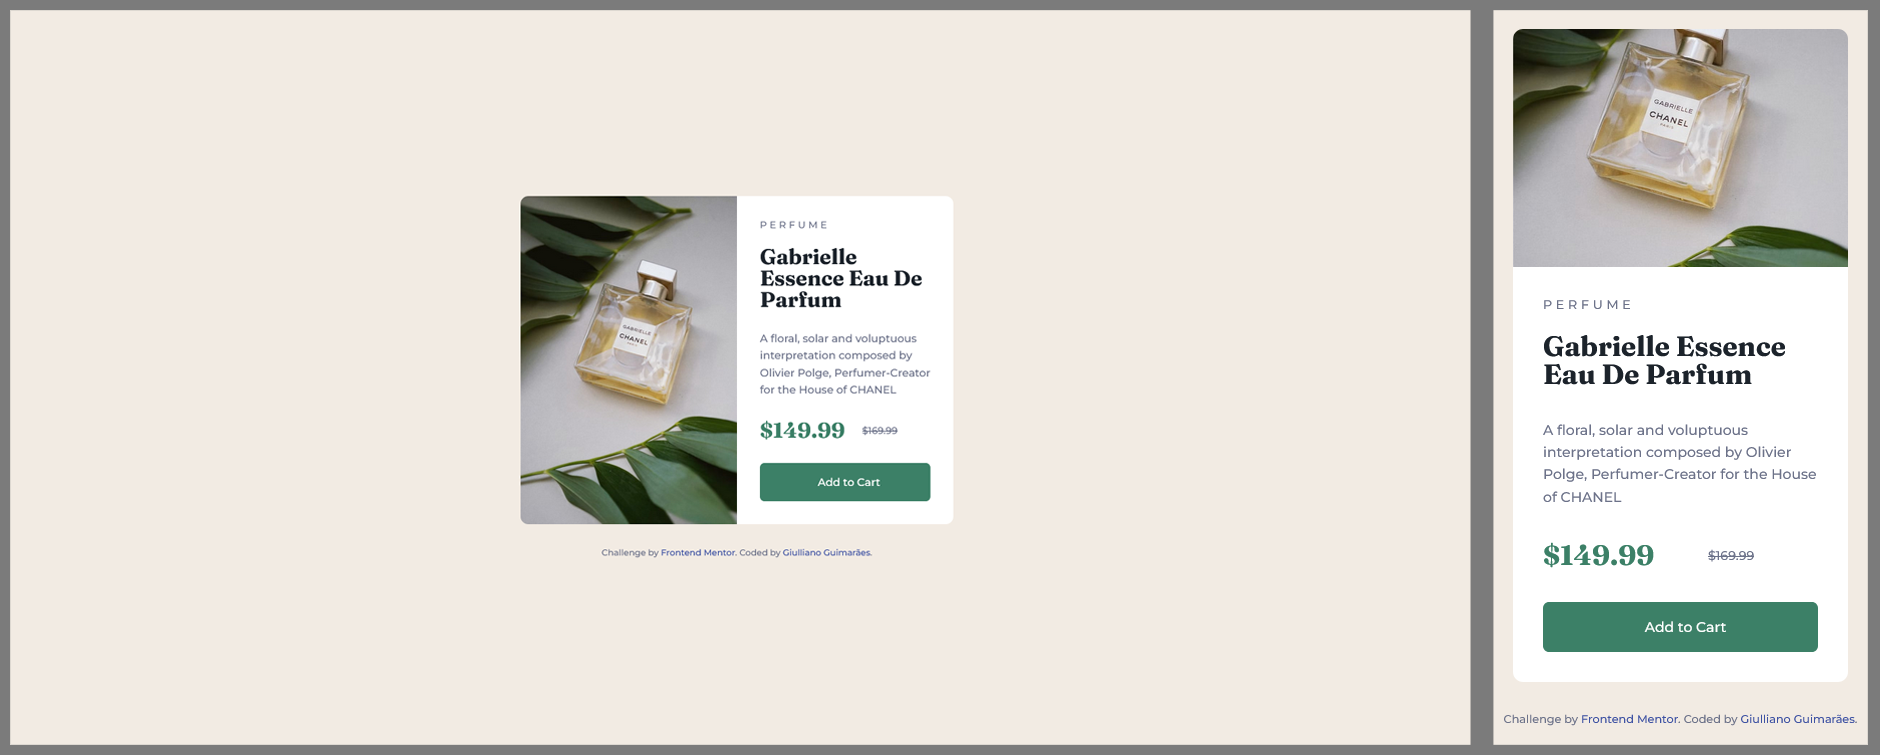 GABRIELLE
CHANEL
PARIS
PERFUME
Gabrielle
Essence Eau De
Parfum
A floral, solar and voluptuous
interpretation composed by
Olivier Polge, Perfumer-Creator
for the House of CHANEL
$149.99 $169.99
Add to Cart
Challenge by Frontend Mentor. Coded by Giulliano Guimarães.
GABRIELLE
CHANEL
PARIS
PERFUME
Gabrielle Essence
Eau De Parfum
A floral, solar and voluptuous
interpretation composed by Olivier
Polge, Perfumer-Creator for the House
of CHANEL
$149.99 $169.99
Add to Cart
Challenge by Frontend Mentor. Coded by Giulliano Guimarães.